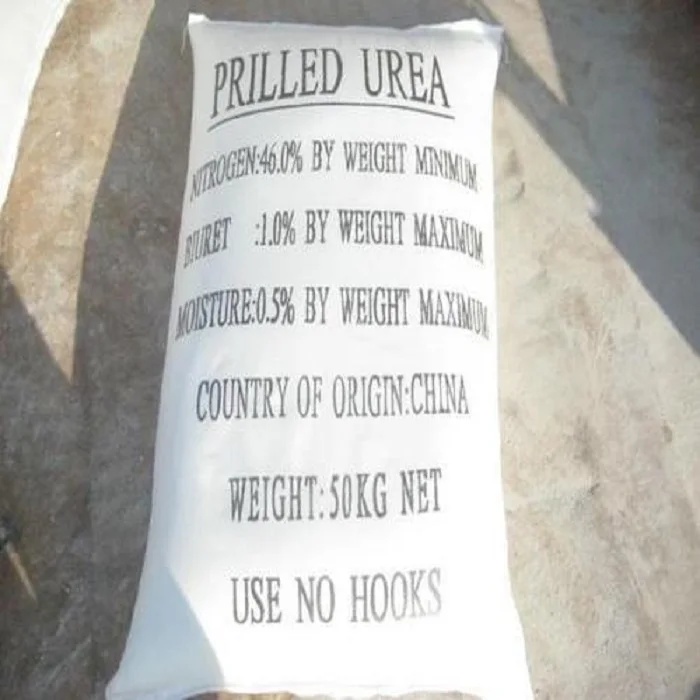 PRILLED UREA
NITROGEN:46.0% BY WEIGHT MINIMUM
BIURET :1.0% BY WEIGHT MAXIMUM
MOISTURE:0.5% BY WEIGHT MAXIMUM
COUNTRY OF ORIGIN:CHINA
WEIGHT:50KG NET
USE NO HOOKS